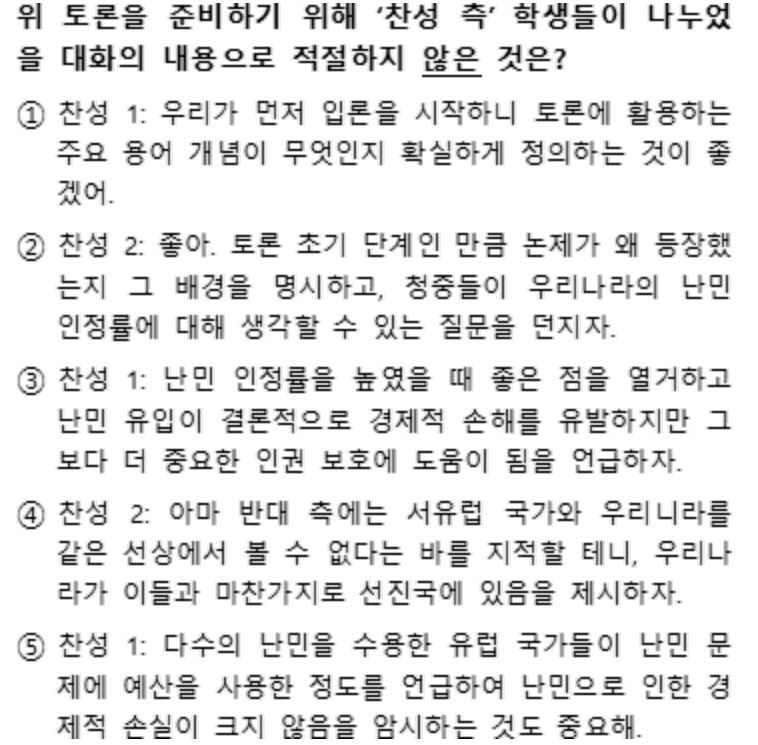 위 토론을 준비하기 위해 ‘찬성 측’ 학생들이 나누었
을 대화의 내용으로 적절하지 않은 것은?
① 찬성 1: 우리가 먼저 입론을 시작하니 토론에 활용하는
주요 용어 개념이 무엇인지 확실하게 정의하는 것이 좋
겠어.
② 찬성 2: 좋아. 토론 초기 단계인 만큼 논제가 왜 등장했
는지 그 배경을 명시하고, 청중들이 우리나라의 난민
인정률에 대해 생각할 수 있는 질문을 던지자.
③ 찬성 1: 난민 인정률을 높였을 때 좋은 점을 열거하고
난민 유입이 결론적으로 경제적 손해를 유발하지만 그
보다 더 중요한 인권 보호에 도움이 됨을 언급하자.
④ 찬성 2: 아마 반대 측에는 서유럽 국가와 우리니라를
같은 선상에서 볼 수 없다는 바를 지적할 테니, 우리나
라가 이들과 마찬가지로 선진국에 있음을 제시하자.
⑤ 찬성 1: 다수의 난민을 수용한 유럽 국가들이 난민 문
제에 예산을 사용한 정도를 언급하여 난민으로 인한 경
제적 손실이 크지 않음을 암시하는 것도 중요해.